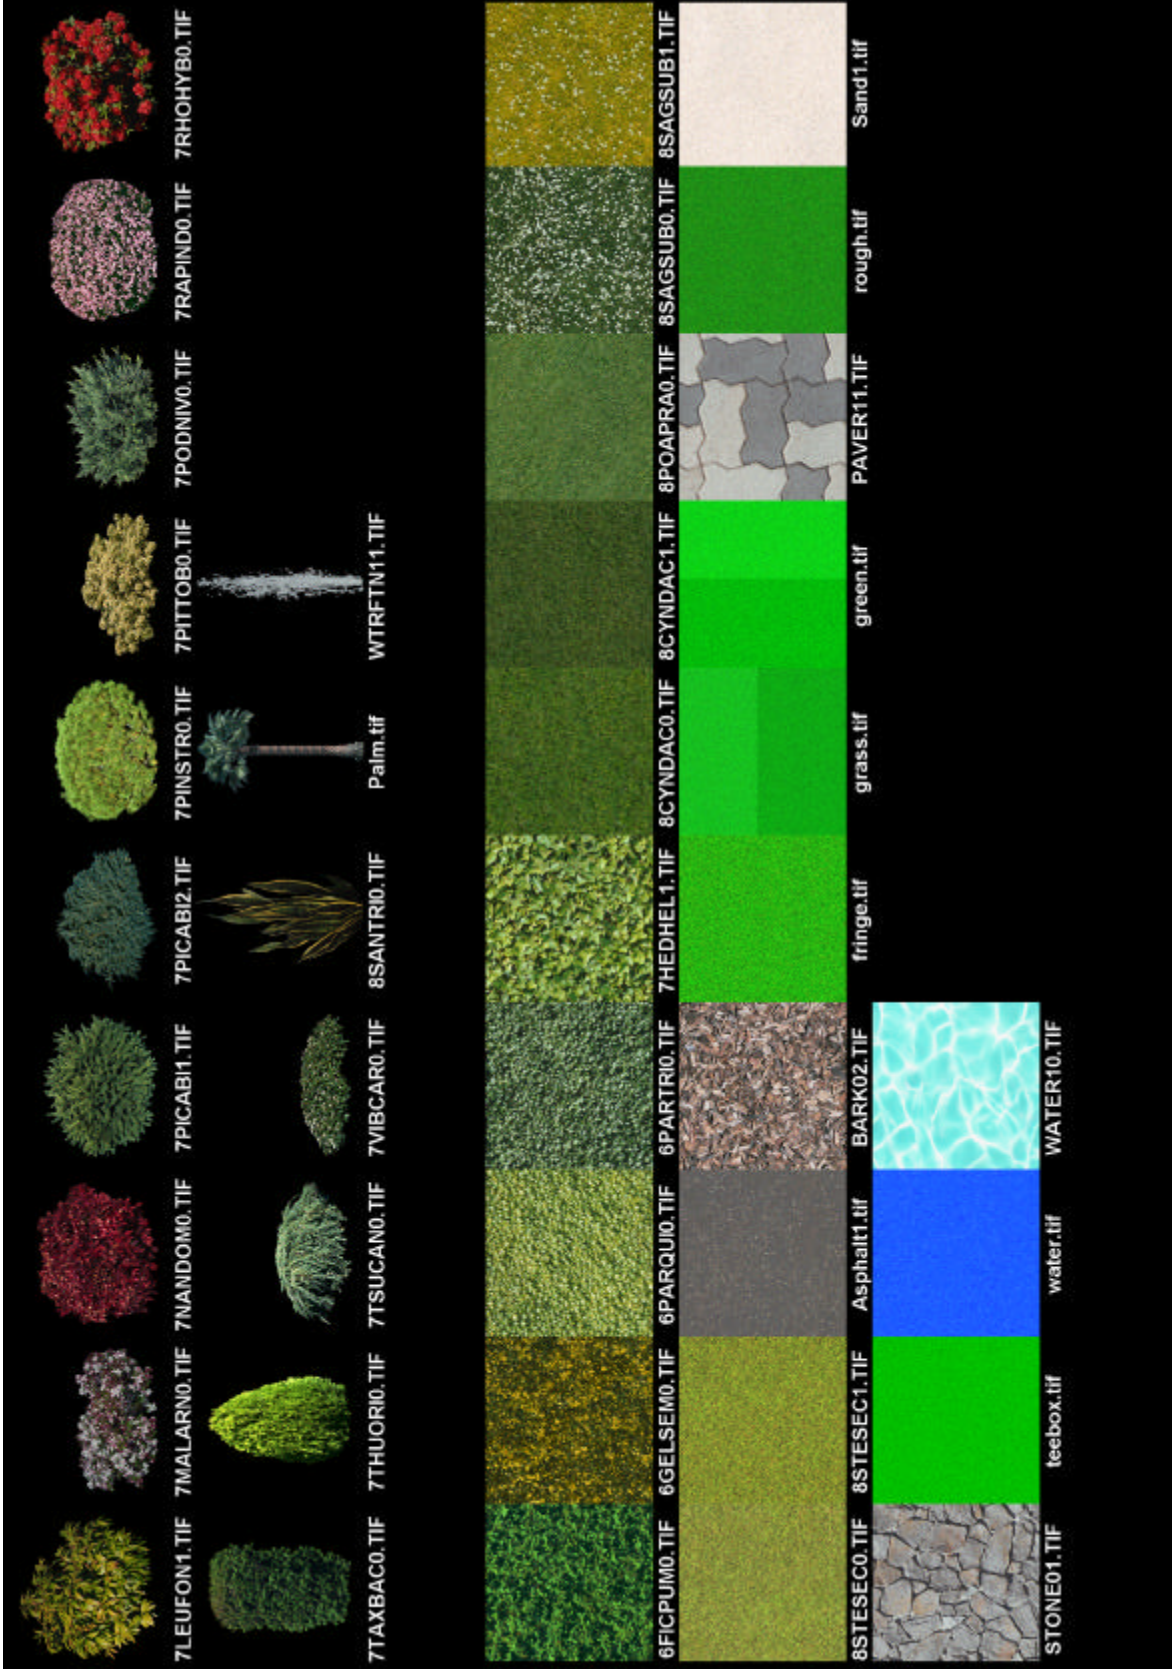 7LEUFON1.TIF
7MALARN0.TIF
7NANDOM0.TIF
7PICABI1.TIF
7PICABI2.TIF
7PINSTR0.TIF
7PITTOB0.TIF
7PODNIV0.TIF
7RAPIND0.TIF
7RHOHYB0.TIF
7TAXBAC0.TIF
7THUORI0.TIF
7TSUCAN0.TIF
7VIBCAR0.TIF
8SANTRI0.TIF
Palm.tif
WTRFTN11.TIF
6FICPUM0.TIF
6GELSEM0.TIF
6PARQUI0.TIF
6PARTRI0.TIF
7HEDHEL1.TIF
8CYNDAC0.TIF
8CYNDAC1.TIF
8POAPRA0.TIF
8SAGSUB0.TIF
8SAGSUB1.TIF
8STESEC0.TIF
8STESEC1.TIF
Asphalt1.tif
BARK02.TIF
fringe.tif
grass.tif
green.tif
PAVER11.TIF
rough.tif
Sand1.tif
STONE01.TIF
teebox.tif
water.tif
WATER10.TIF